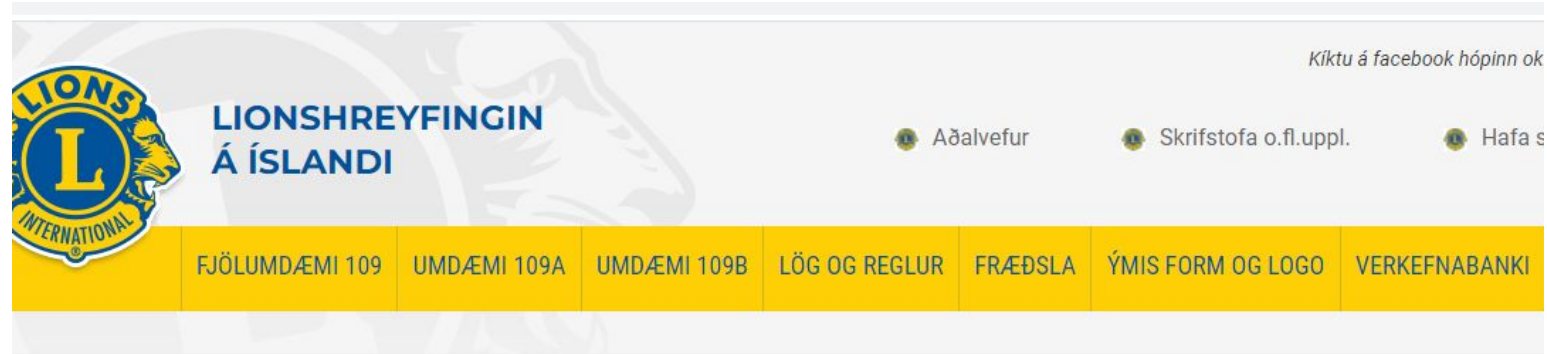 Kíktu á facebook hópinn
LIONS
L
INTERNATIONAL
®
LIONSHREYFINGIN
Á ÍSLANDI
Aðalvefur
Skrifstofa o.fl.uppl.
Hafa
FJÖLUMDÆMI 109
UMDÆMI 109A
UMDÆMI 109B
LÖG OG REGLUR
FRÆÐSLA
ÝMIS FORM OG LOGO
VERKEFNABANKI